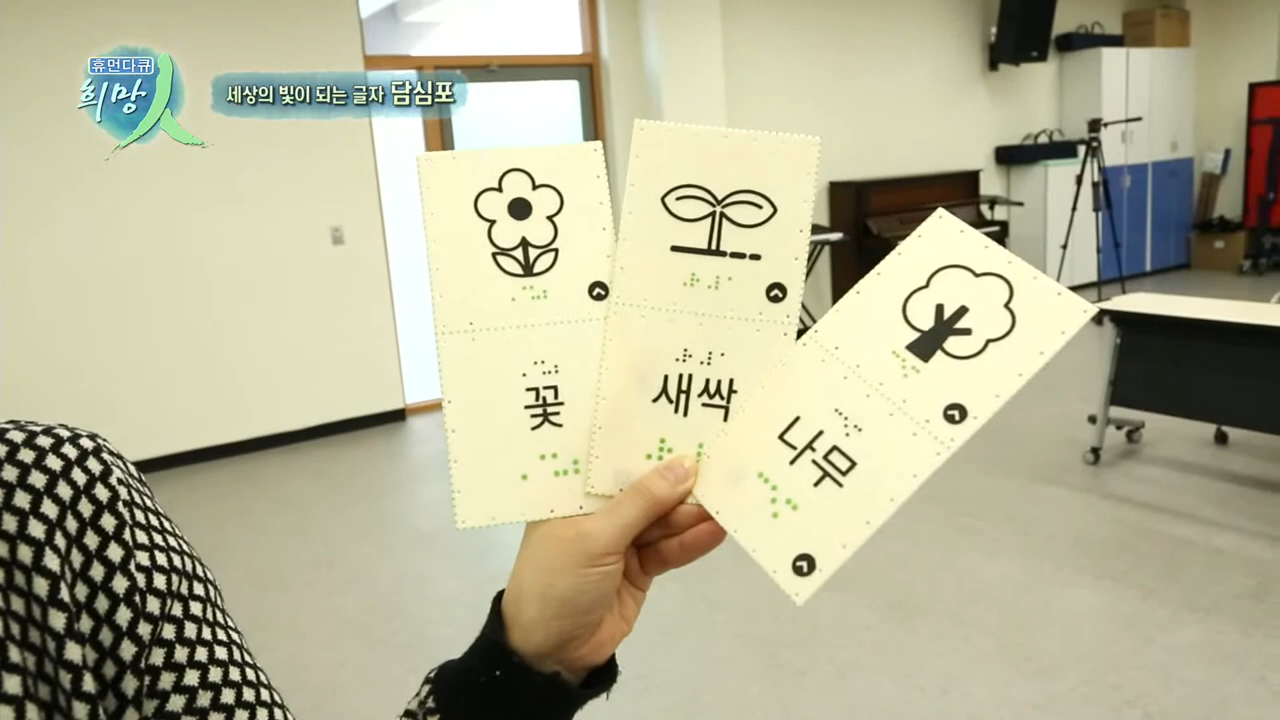 휴먼다큐
희망人
세상의 빛이 되는 글자 담심포
꽃
새싹
나무